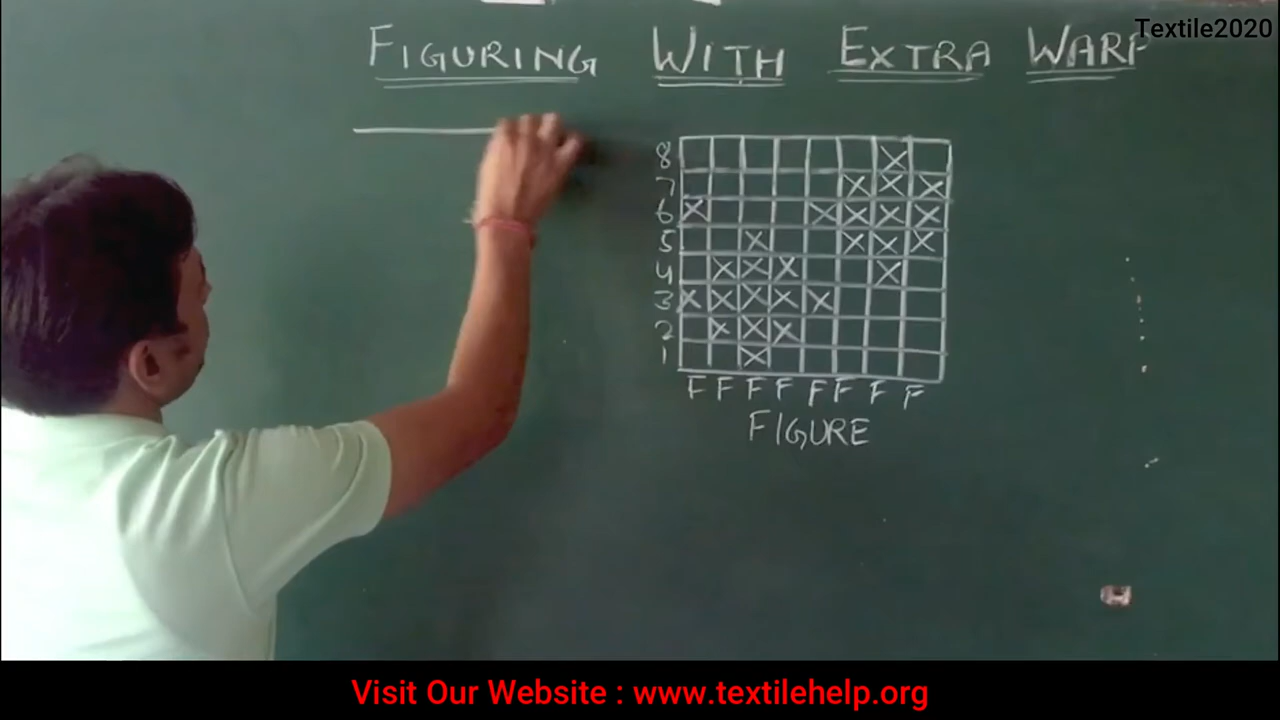 Textile2020
FIGURING WITH EXTRA WARP
8 X
7 X X X
6 X X X X X
5 X X X X
4 X X X X
3 X X X X X
2 X X X
1 X
F F F F F F F F
FIGURE
Visit Our Website : www.textilehelp.org